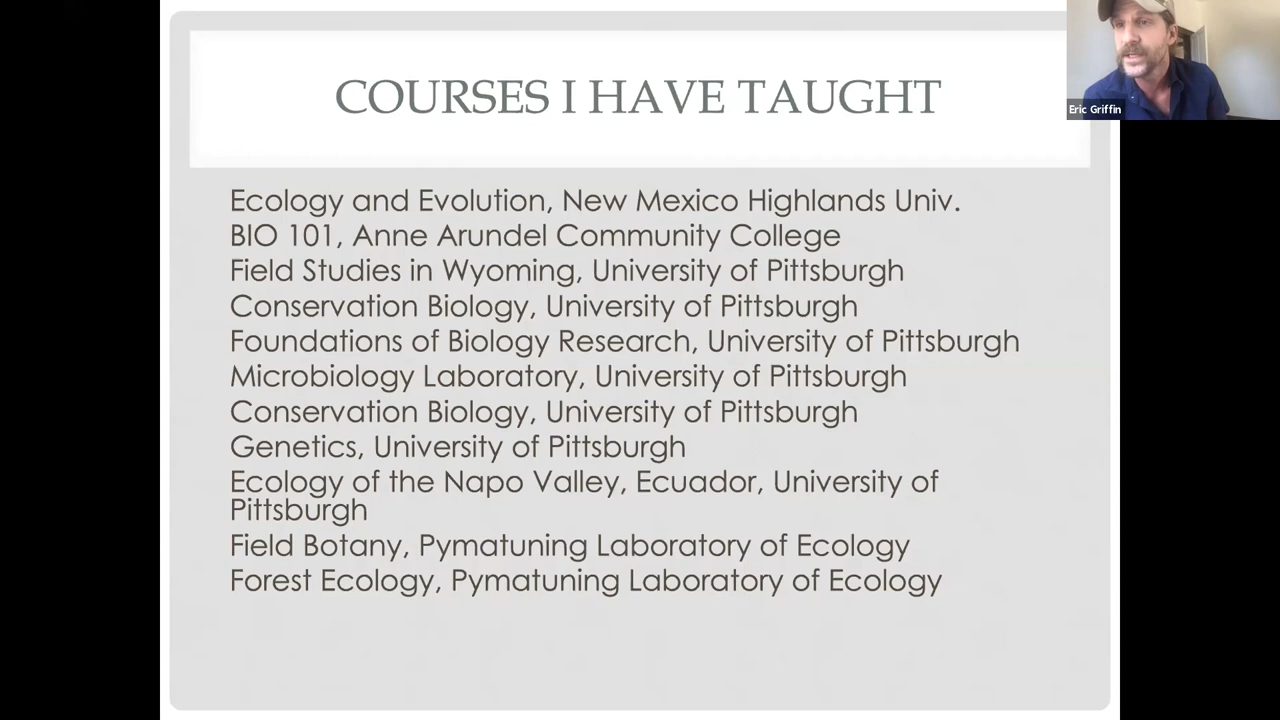 COURSES I HAVE TAUGHT
Eric Griffin
Ecology and Evolution, New Mexico Highlands Univ.
BIO 101, Anne Arundel Community College
Field Studies in Wyoming, University of Pittsburgh
Conservation Biology, University of Pittsburgh
Foundations of Biology Research, University of Pittsburgh
Microbiology Laboratory, University of Pittsburgh
Conservation Biology, University of Pittsburgh
Genetics, University of Pittsburgh
Ecology of the Napo Valley, Ecuador, University of
Pittsburgh
Field Botany, Pymatuning Laboratory of Ecology
Forest Ecology, Pymatuning Laboratory of Ecology